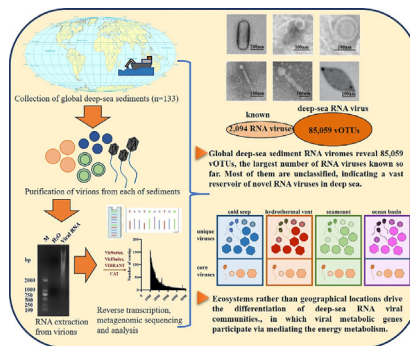 Collection of global deep-sea sediments (n=133)
Purification of virions from each of sediments
M
H₂O
Viral RNA
bp
2000
1000
750
500
250
100
RNA extraction
from virions
VirSorter,
VirFinder,
VIBRANT
CAT
Reverse transcription,
metagenomic sequencing
and analysis
200nm
100nm
100nm
100nm
100nm
100nm
known
deep-sea RNA virus
2,094 RNA viruse
85,059 vOTUs
Global deep-sea sediment RNA viromes reveal 85,059
vOTUs, the largest number of RNA viruses known so
far. Most of them are unclassified, indicating a vast
reservoir of novel RNA viruses in deep sea.
cold seep
hydrothermal vent
seamount
ocean basin
unique
viruses
core
viruses
Ecosystems rather than geographical locations drive
the differentiation of deep-sea RNA viral
communities., in which viral metabolic genes
participate via mediating the energy metabolism.